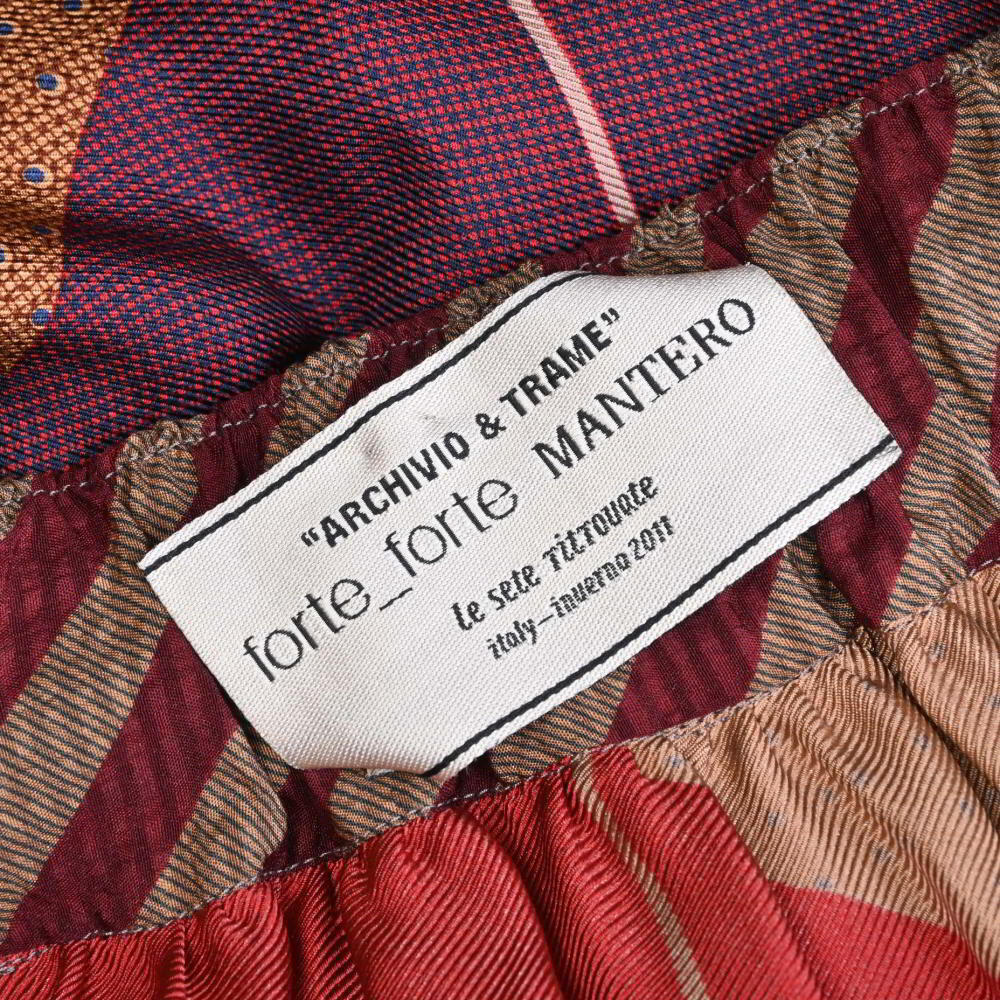 "ARCHIVIO & TRAME"
forte_forte MANTERO
le sete ritrovate
italy-inverno 2011